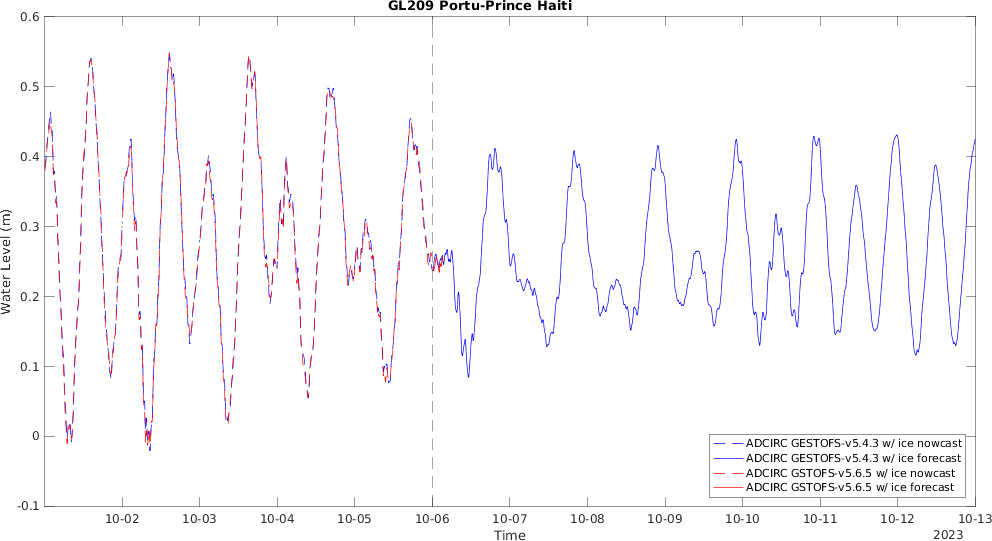 GL209 Portu-Prince Haiti
0.6
0.5
0.4
0.3
0.2
0.1
0
-0.1
Water Level (m)
ADCIRC GESTOFS-v5.4.3 w/ ice nowcast
ADCIRC GESTOFS-v5.4.3 w/ ice forecast
ADCIRC GSTOFS-v5.6.5 w/ ice nowcast
ADCIRC GSTOFS-v5.6.5 w/ ice forecast
10-02 10-03 10-04 10-05 10-06 10-07 10-08 10-09 10-10 10-11 10-12 10-13
Time
2023